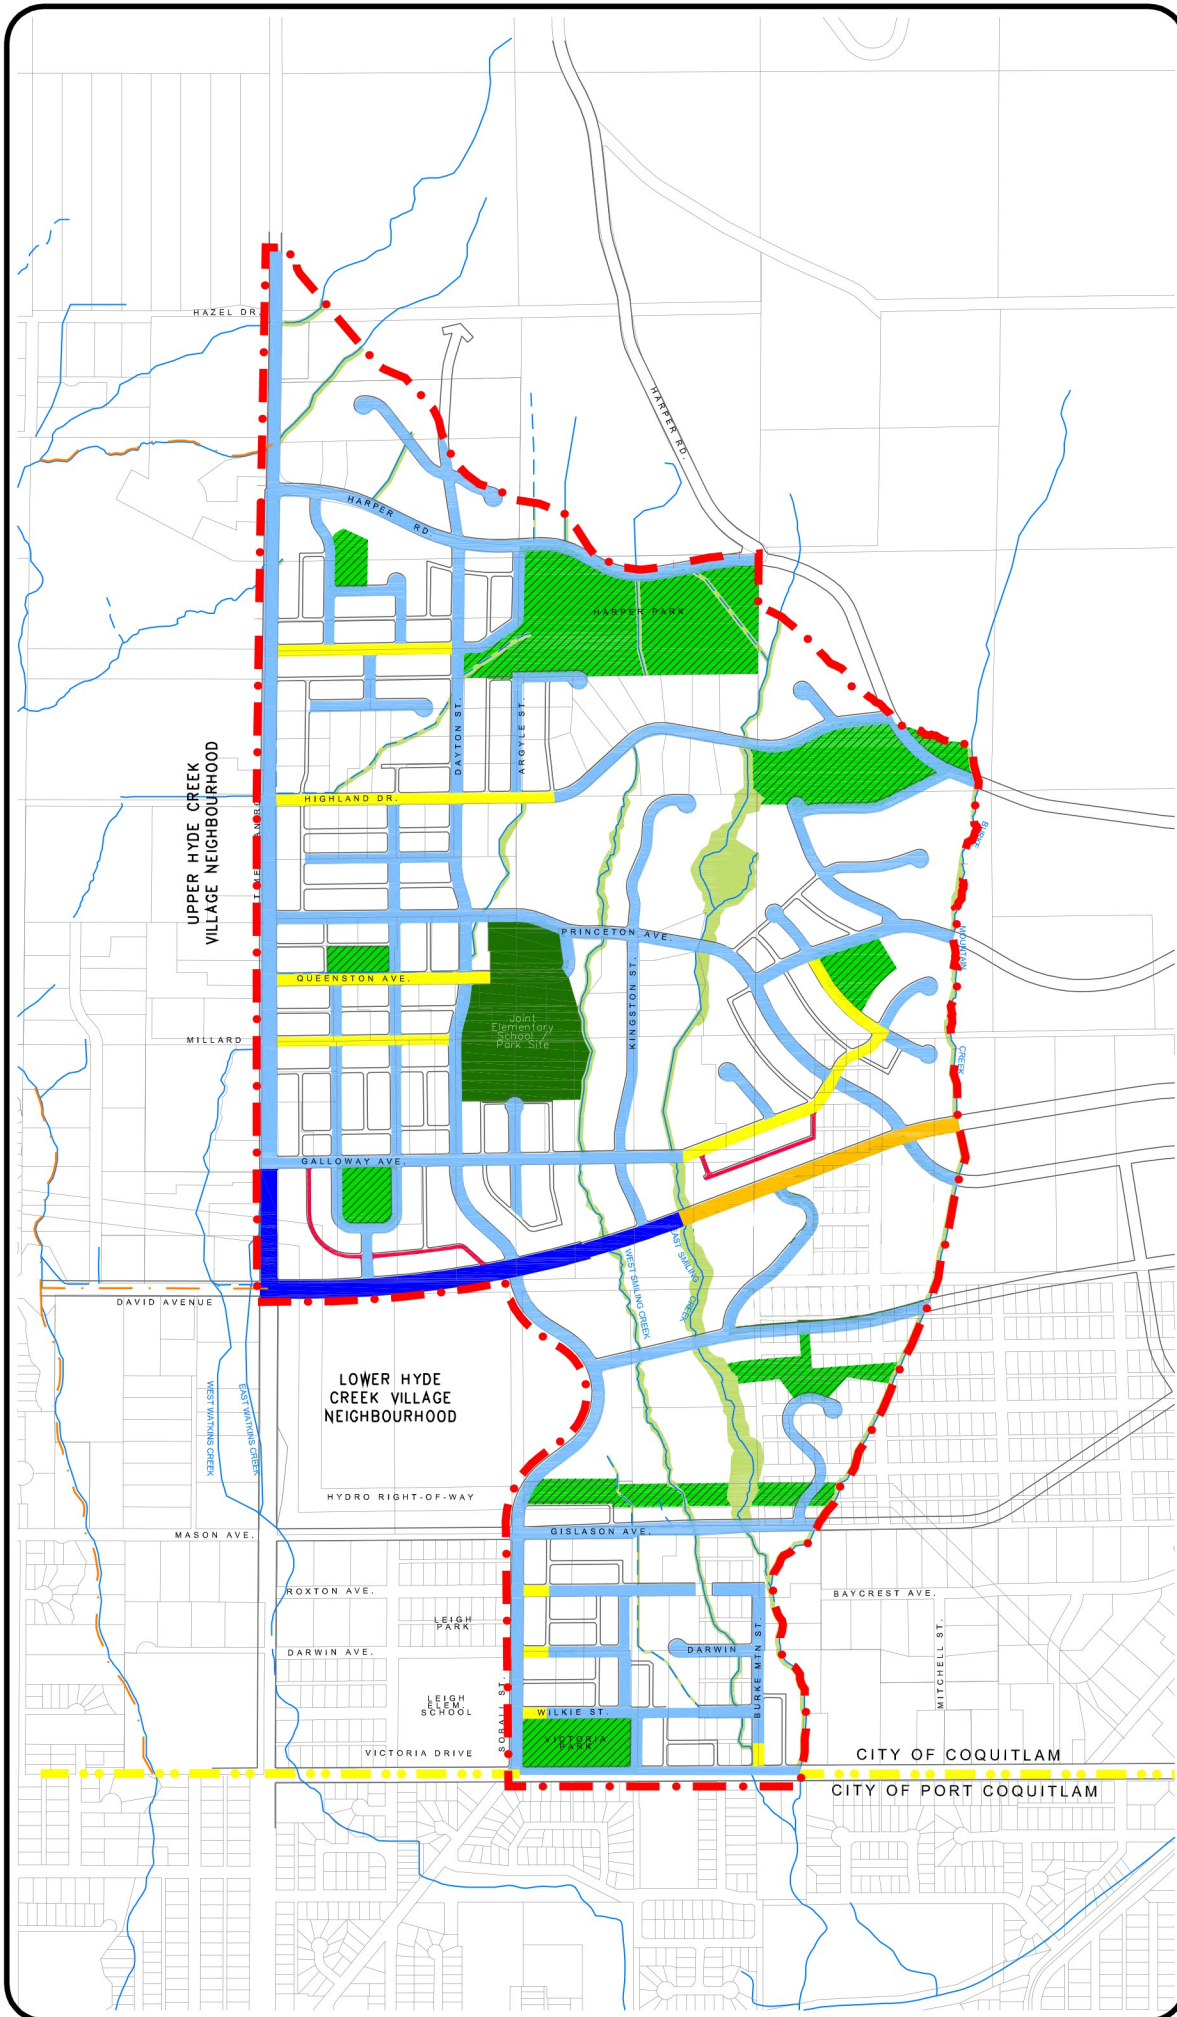 HAZEL DR.
HARPER RD.
HARPER RD.
HARPER PARK
UPPER HYDE CREEK
VILLAGE NEIGHBOURHOOD
DAYTON ST.
ARGYLE ST.
HIGHLAND DR.
BURKE
MOUNTAIN
CREEK
PRINCETON AVE.
QUEENSTON AVE.
KINGSTON ST.
Joint
Elementary
School /
Park Site
MILLARD
GALLOWAY AVE.
EAST SMILING
CREEK
WEST SMILING CREEK
DAVID AVENUE
LOWER HYDE
CREEK VILLAGE
NEIGHBOURHOOD
WEST WATKINS CREEK
EAST WATKINS CREEK
HYDRO RIGHT-OF-WAY
MASON AVE.
GISLASON AVE.
ROXTON AVE.
BAYCREST AVE.
LEIGH
PARK
DARWIN AVE.
DARWIN
BURKE MTN ST.
MITCHELL ST.
LEIGH
ELEM.
SCHOOL
WILKIE ST.
VICTORIA
PARK
VICTORIA DRIVE
CITY OF COQUITLAM
CITY OF PORT COQUITLAM